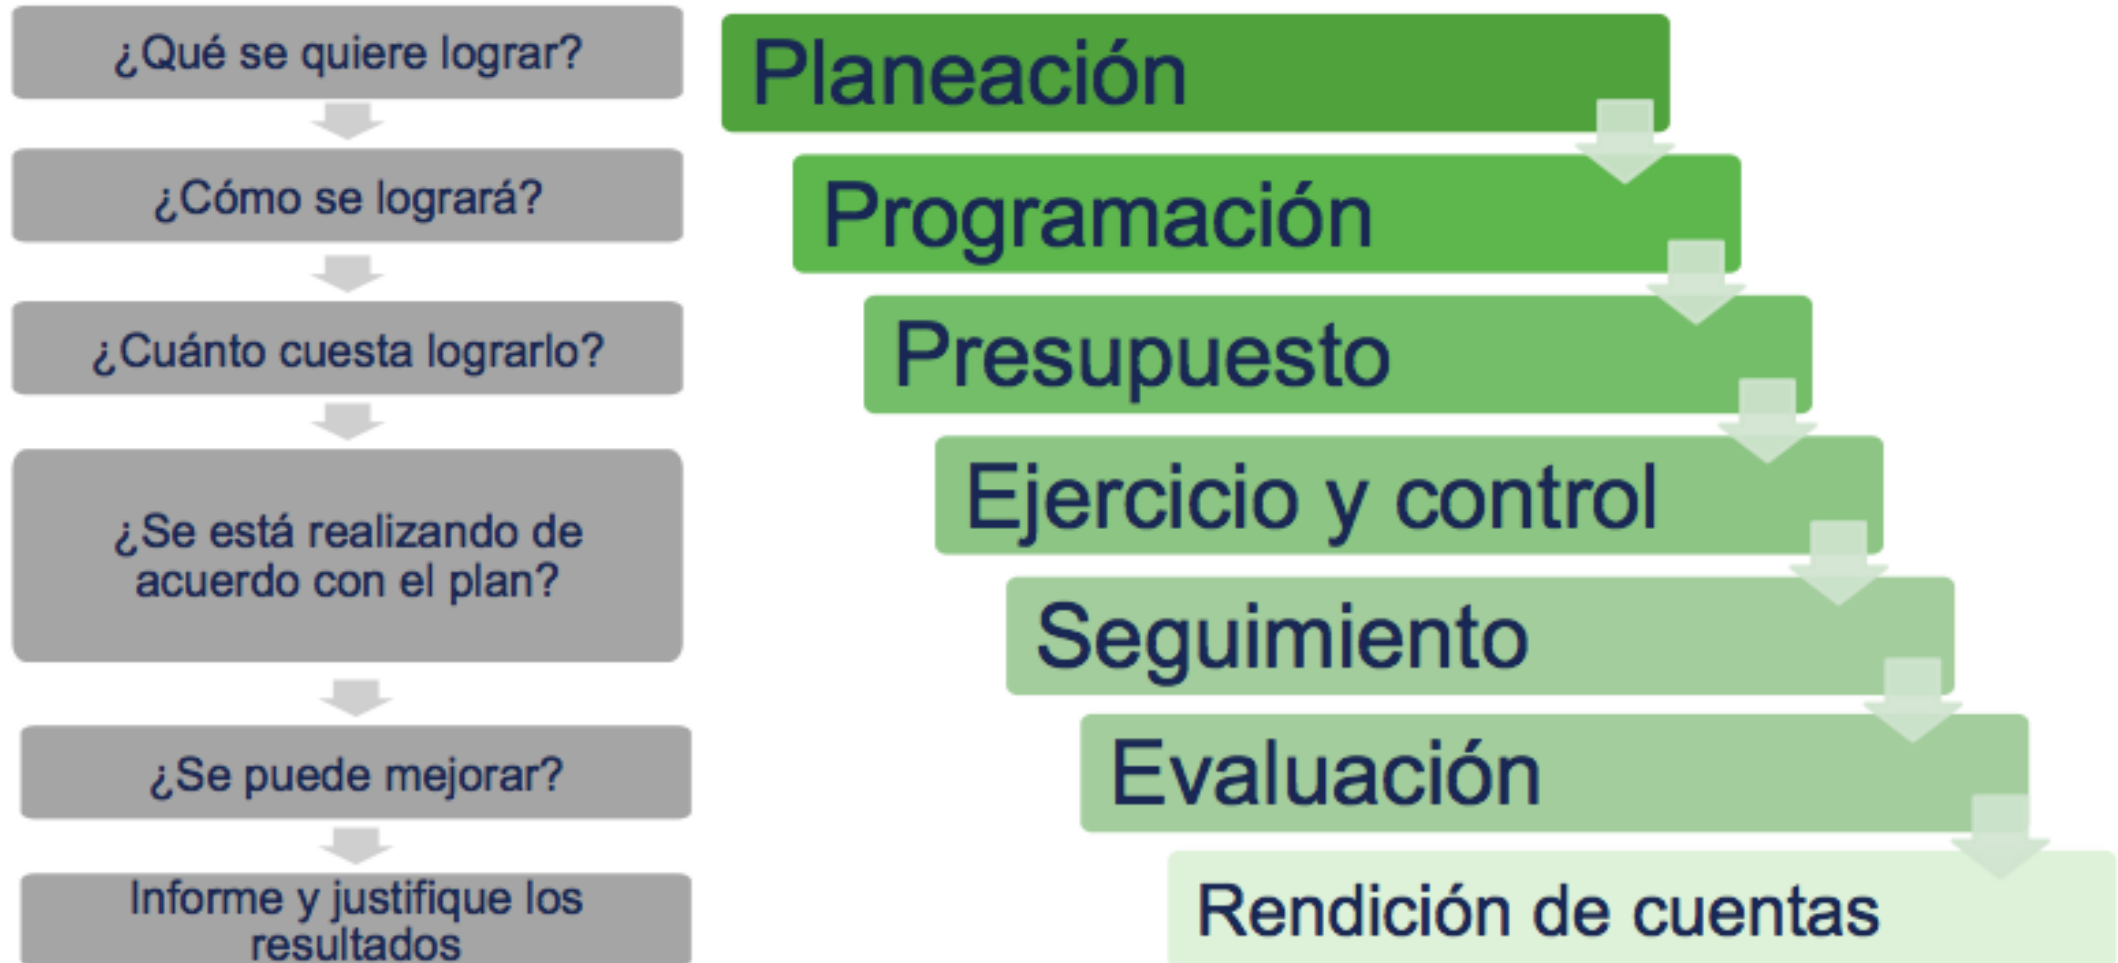 ¿Qué se quiere lograr?
¿Cómo se logrará?
¿Cuánto cuesta lograrlo?
¿Se está realizando de
acuerdo con el plan?
¿Se puede mejorar?
Informe y justifique los
resultados
Planeación
Programación
Presupuesto
Ejercicio y control
Seguimiento
Evaluación
Rendición de cuentas